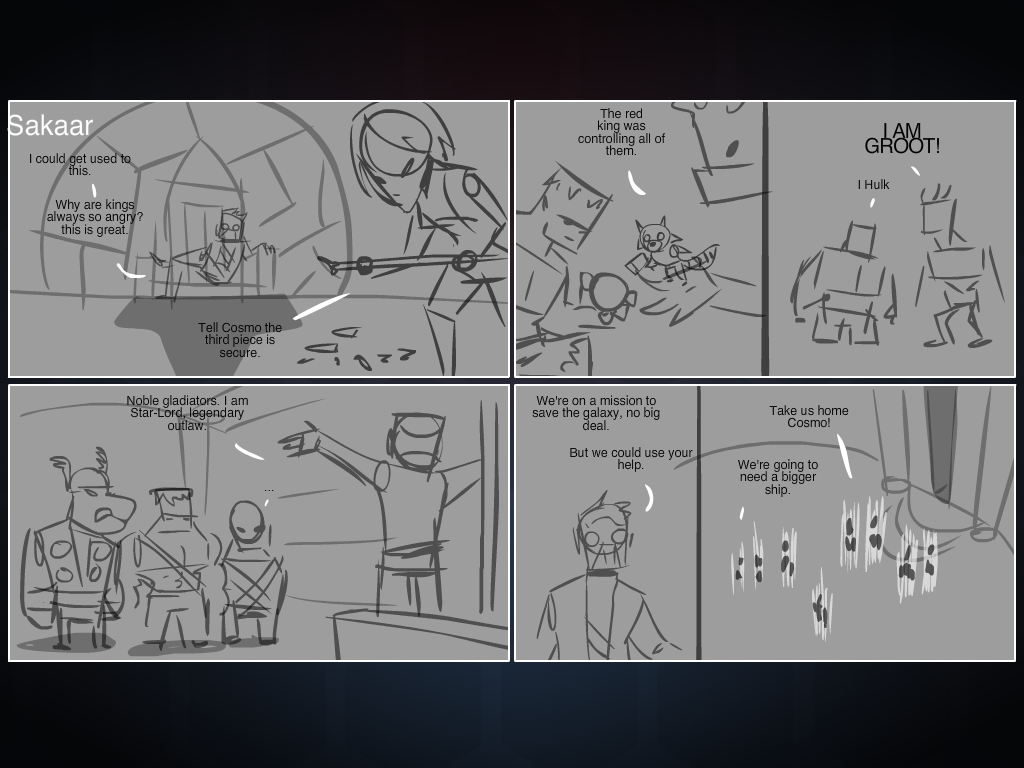 Sakaar
I could get used to
this.
Why are kings
always so angry?
this is great.
Tell Cosmo the
third piece is
secure.
The red
king was
controlling all of
them.
I AM
GROOT!
I Hulk
Noble gladiators. I am
Star-Lord, legendary
outlaw.
...
We're on a mission to
save the galaxy, no big
deal.
But we could use your
help.
Take us home
Cosmo!
We're going to
need a bigger
ship.